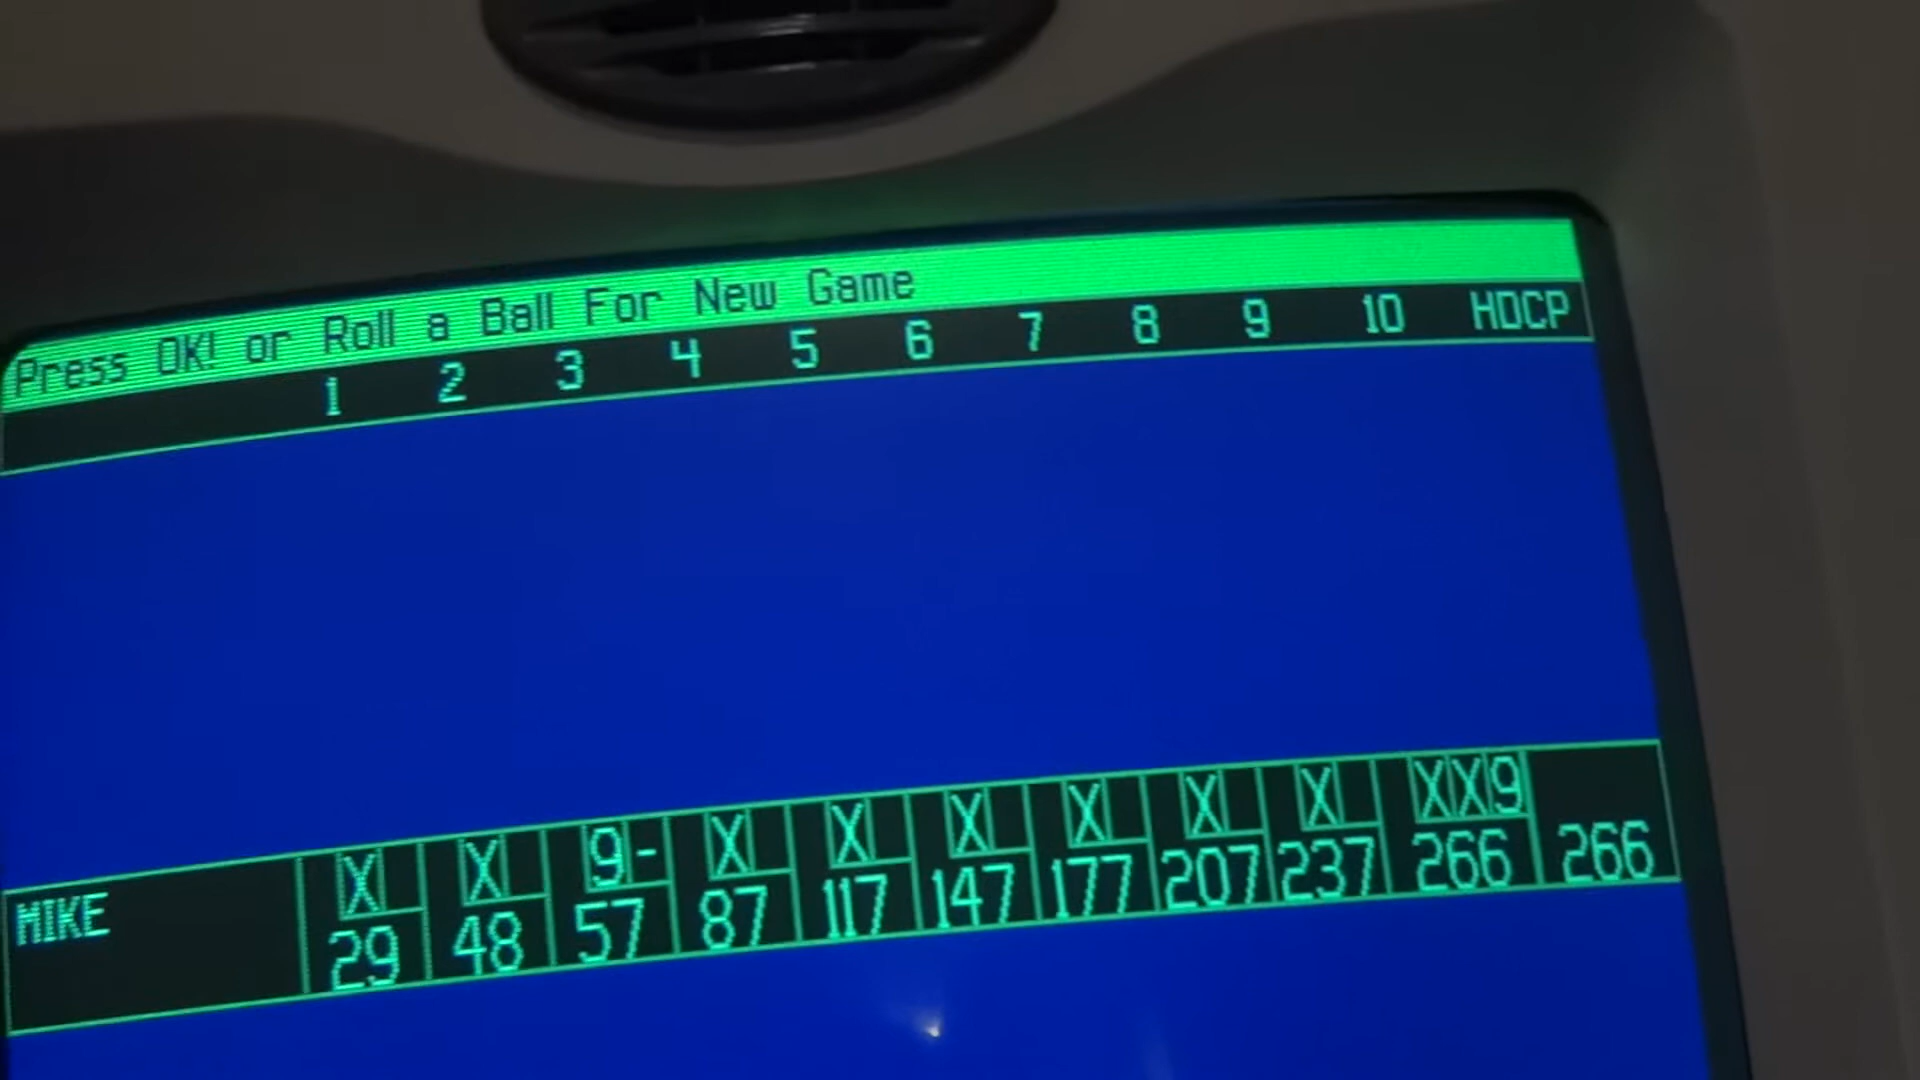 Press OK! or Roll a Ball For New Game
1 2 3 4 5 6 7 8 9 10 HDCP
X X 9- X X X X X X XX9
MIKE 29 48 57 87 117 147 177 207 237 266 266